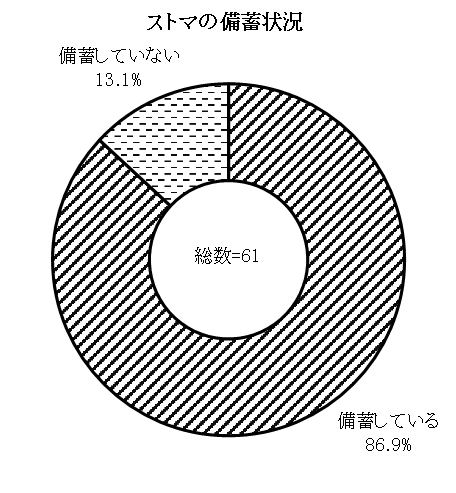 ストマの備蓄状況
備蓄していない
13.1%
総数=61
備蓄している
86.9%